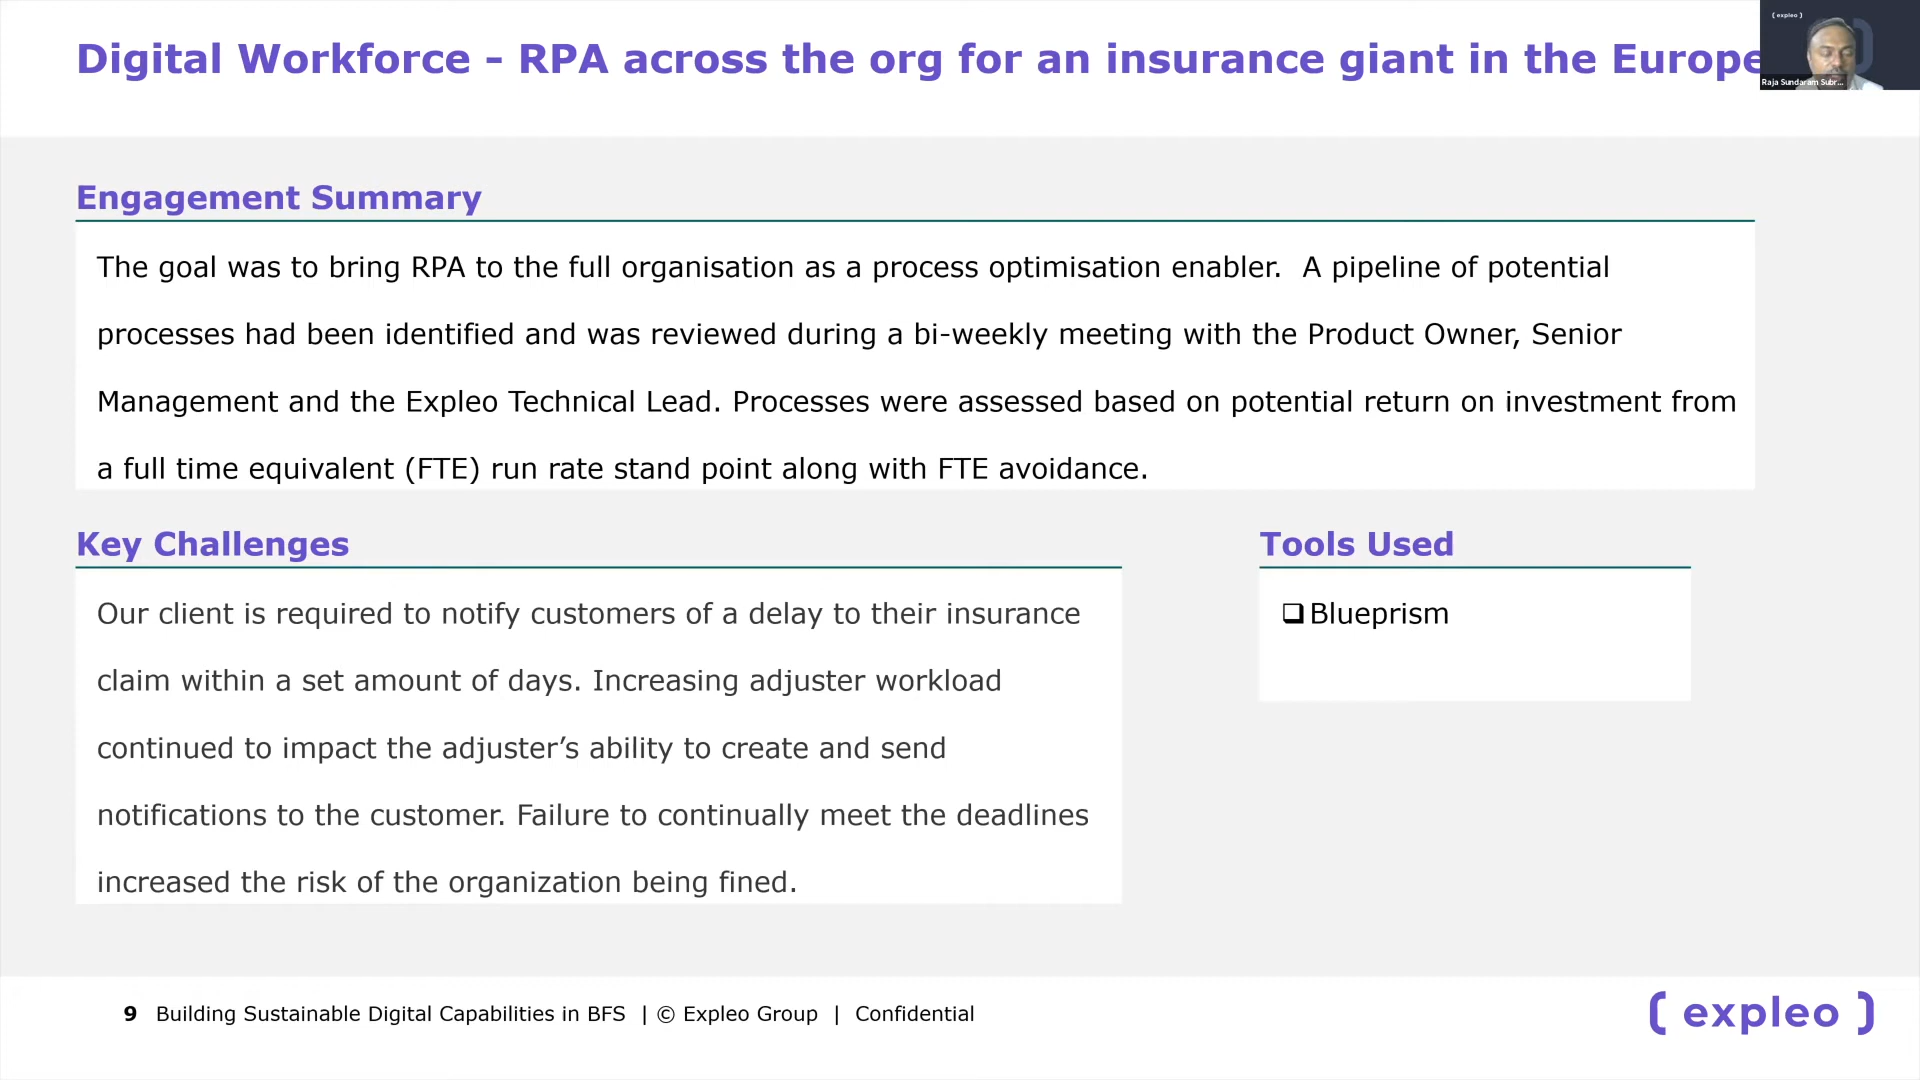 Digital Workforce - RPA across the org for an insurance giant in the Europe
{ expleo }
Raja Sundaram Subr...
Engagement Summary
The goal was to bring RPA to the full organisation as a process optimisation enabler.  A pipeline of potential
processes had been identified and was reviewed during a bi-weekly meeting with the Product Owner, Senior
Management and the Expleo Technical Lead. Processes were assessed based on potential return on investment from
a full time equivalent (FTE) run rate stand point along with FTE avoidance.
Key Challenges
Our client is required to notify customers of a delay to their insurance
claim within a set amount of days. Increasing adjuster workload
continued to impact the adjuster’s ability to create and send
notifications to the customer. Failure to continually meet the deadlines
increased the risk of the organization being fined.
Tools Used
❑ Blueprism
9 Building Sustainable Digital Capabilities in BFS | © Expleo Group | Confidential
{ expleo }